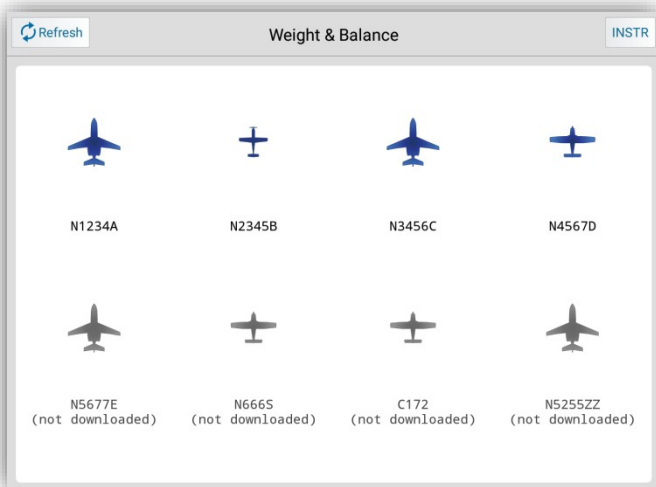 Refresh
Weight & Balance
INSTR
N1234A
N2345B
N3456C
N4567D
N5677E
(not downloaded)
N666S
(not downloaded)
C172
(not downloaded)
N5255ZZ
(not downloaded)